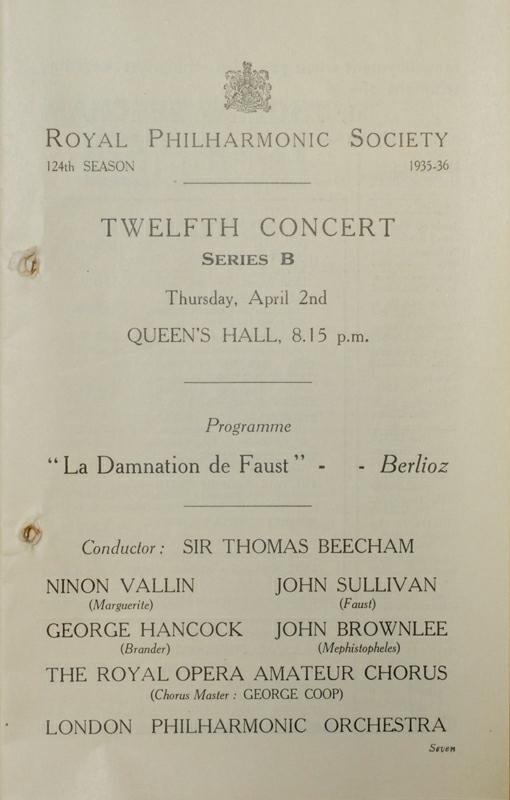 ROYAL PHILHARMONIC SOCIETY
124th SEASON 1935-36
TWELFTH CONCERT
SERIES B
Thursday, April 2nd
QUEEN'S HALL, 8.15 p.m.
Programme
"La Damnation de Faust" - - Berlioz
Conductor: SIR THOMAS BEECHAM
NINON VALLIN JOHN SULLIVAN
(Marguerite) (Faust)
GEORGE HANCOCK JOHN BROWNLEE
(Brander) (Mephistopheles)
THE ROYAL OPERA AMATEUR CHORUS
(Chorus Master: GEORGE COOP)
LONDON PHILHARMONIC ORCHESTRA
Seven